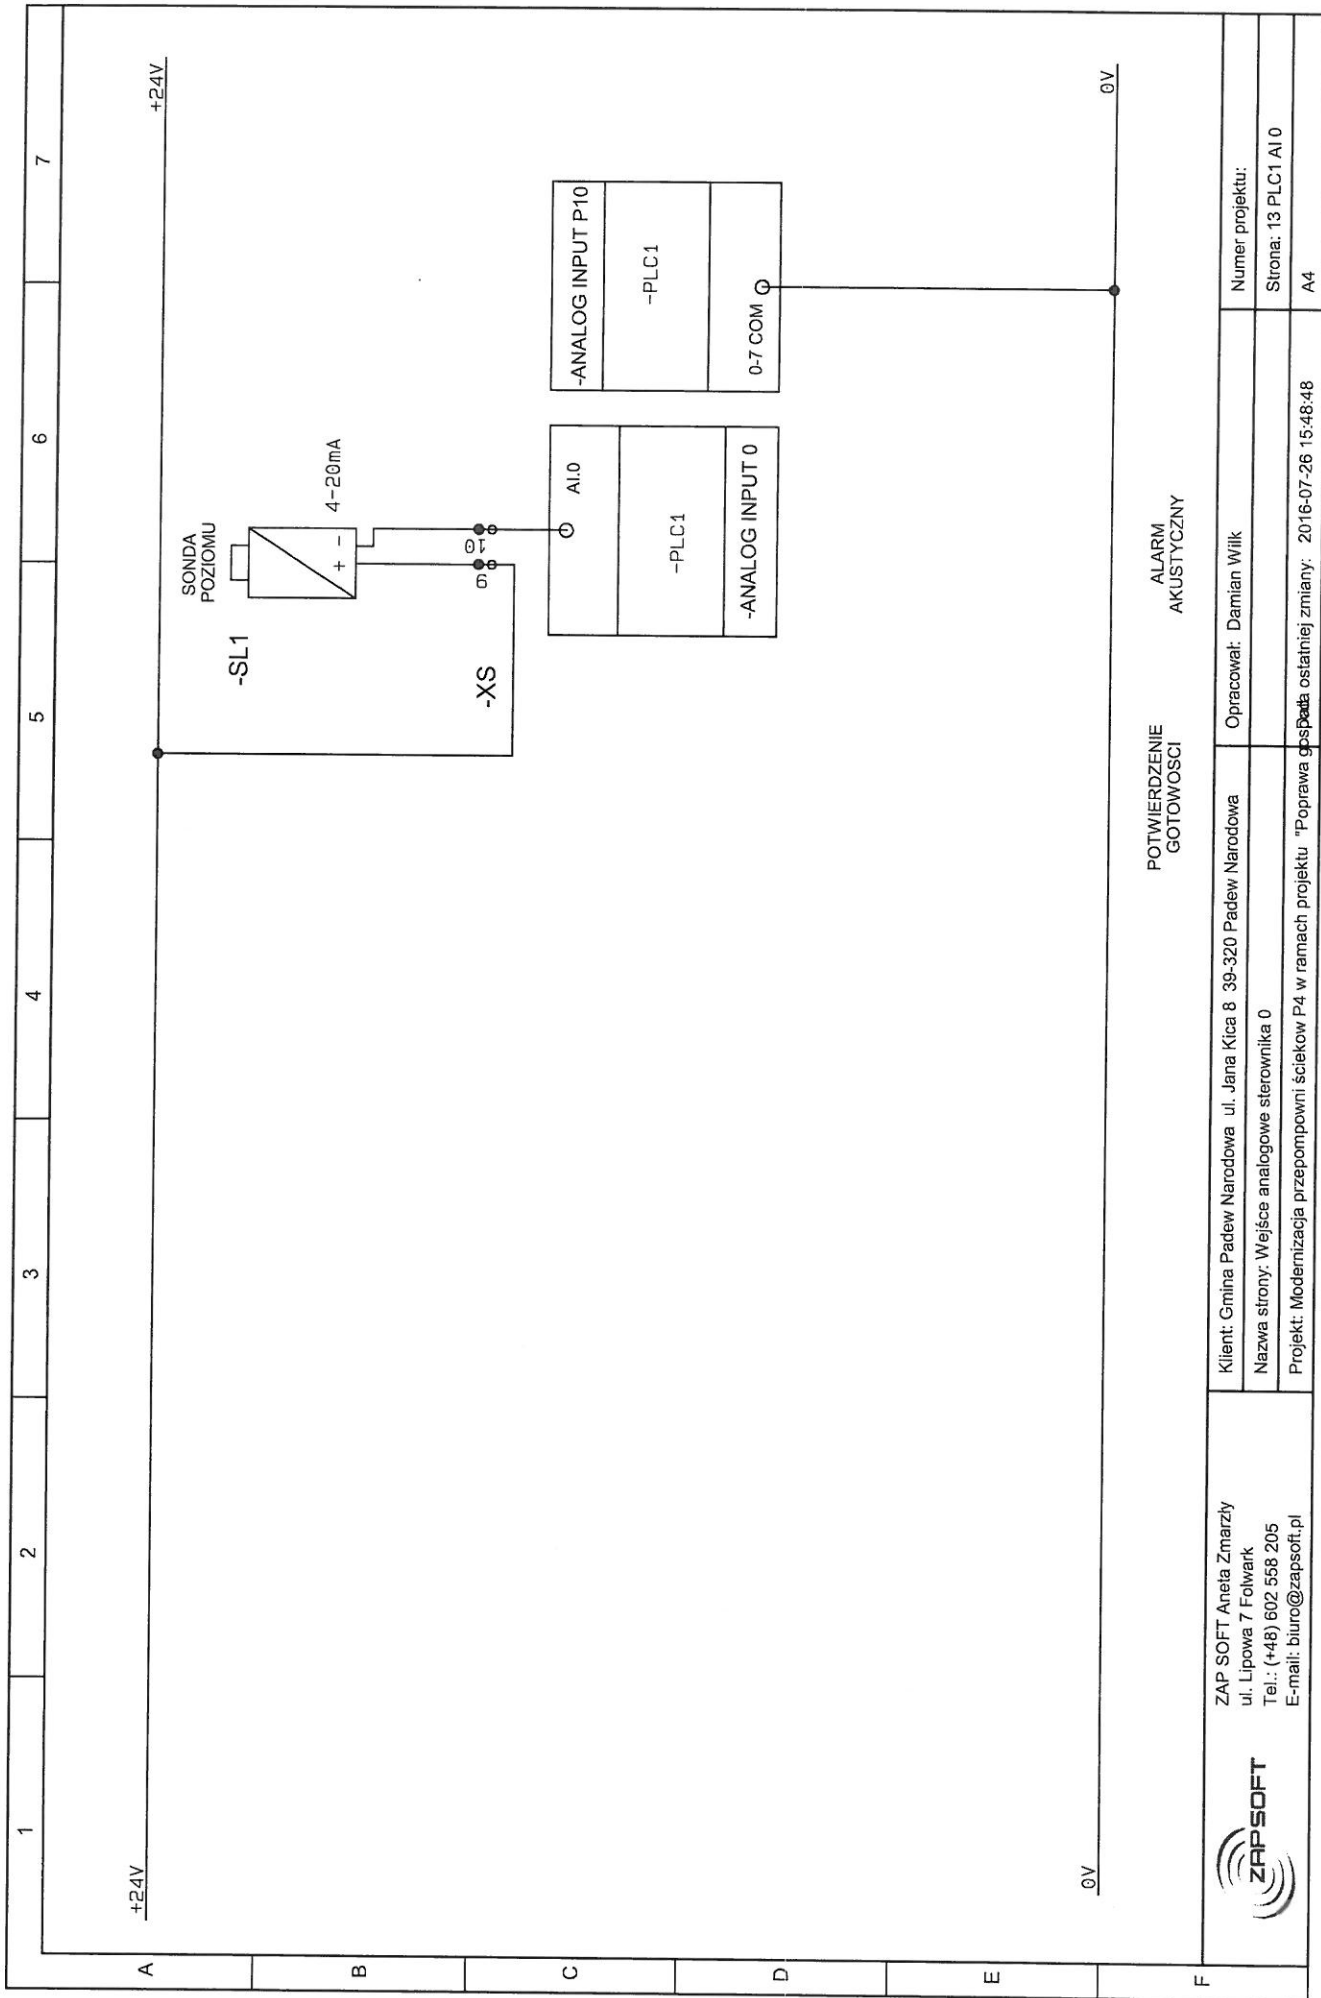 1
2
3
4
5
6
7
A
B
C
D
E
F
+24V
+24V
SONDA
POZIOMU
-SL1
4-20mA
+ -
-XS
9
10
AI.0
-PLC1
-ANALOG INPUT 0
-ANALOG INPUT P10
-PLC1
0-7 COM
0V
0V
POTWIERDZENIE
GOTOWOSCI
ALARM
AKUSTYCZNY
ZAPSOFT
ZAP SOFT Aneta Zmarzly
ul. Lipowa 7 Folwark
Tel.: (+48) 602 558 205
E-mail: biuro@zapsoft.pl
Klient: Gmina Padew Narodowa ul. Jana Kica 8 39-320 Padew Narodowa
Opracował: Damian Wilk
Numer projektu:
Nazwa strony: Wejśce analogowe sterownika 0
Strona: 13 PLC1 AI 0
Projekt: Modernizacja przepompowni ściekow P4 w ramach projektu "Poprawa ostatniej zmiany: 2016-07-26 15:48:48
A4